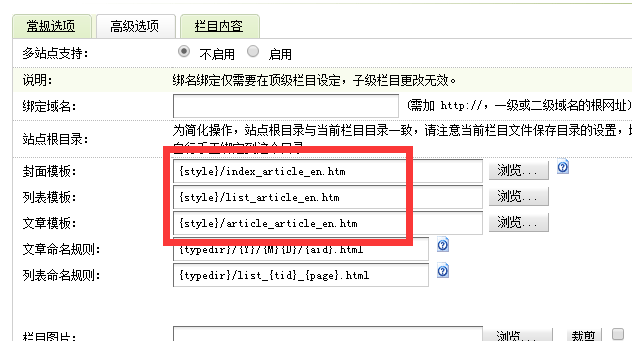 常规选项 高级选项 栏目内容
多站点支持: 不启用 启用
说明: 绑名绑定仅需要在顶级栏目设定，子级栏目更改无效。
绑定域名: (需加 http://，一级或二级域名的根网址)
站点根目录: 为简化操作，站点根目录与当前栏目目录一致，请注意当前栏目文件保存目录的设置，
封面模板: {style}/index_article_en.htm 浏览...
列表模板: {style}/list_article_en.htm 浏览...
文章模板: {style}/article_article_en.htm 浏览...
文章命名规则: {typedir}/{Y}/{M}{D}/{aid}.html
列表命名规则: {typedir}/list_{tid}_{page}.html
栏目图片: 浏览... 裁剪